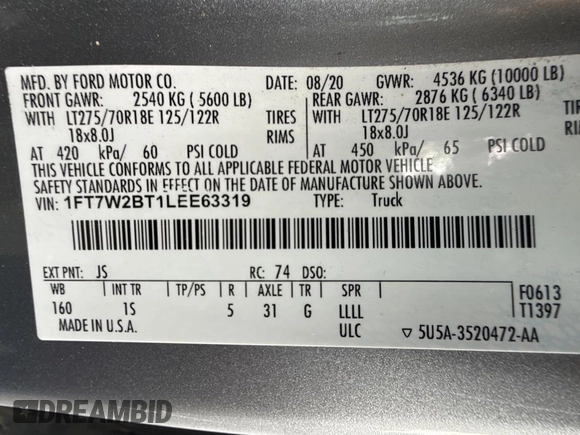 MFD. BY FORD MOTOR CO. DATE: 08/20 GVWR: 4536 KG (10000 LB)
FRONT GAWR: 2540 KG (5600 LB) REAR GAWR: 2876 KG (6340 LB)
WITH LT275/70R18E 125/122R TIRES WITH LT275/70R18E 125/122R TIRES
18x8.0J RIMS 18x8.0J RIMS
AT 420 kPa/ 60 PSI COLD AT 450 kPa/ 65 PSI COLD
THIS VEHICLE CONFORMS TO ALL APPLICABLE FEDERAL MOTOR VEHICLE
SAFETY STANDARDS IN EFFECT ON THE DATE OF MANUFACTURE SHOWN ABOVE.
VIN: 1FT7W2BT1LEE63319 TYPE: Truck
EXT PNT: JS RC: 74 DSO:
WB INT TR TP/PS R AXLE TR SPR F0613
160 1S 5 31 G LLLL T1397
MADE IN U.S.A. ULC ▽ 5U5A-3520472-AA
DREAMBID